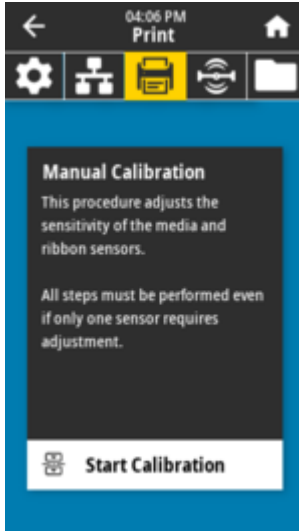 04:06 PM
Print
Manual Calibration
This procedure adjusts the
sensitivity of the media and
ribbon sensors.
All steps must be performed even
if only one sensor requires
adjustment.
Start Calibration